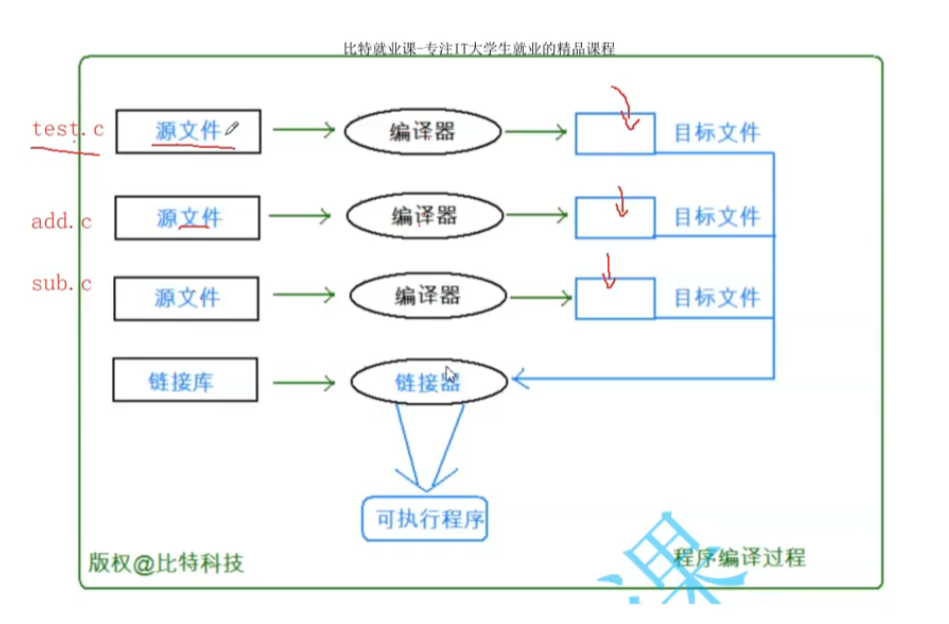 比特就业课-专注IT大学生就业的精品课程
test.c 源文件 编译器 目标文件
add.c 源文件 编译器 目标文件
sub.c 源文件 编译器 目标文件
链接库 链接器
可执行程序
版权@比特科技 程序编译过程
课